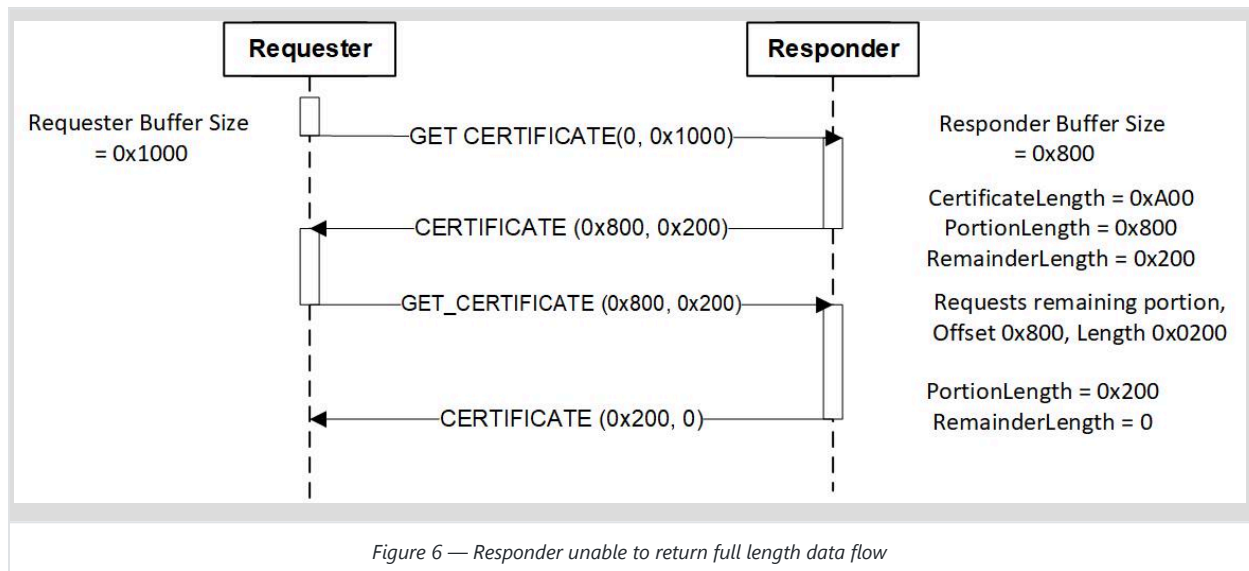 Requester
Responder
Requester Buffer Size
= 0x1000
GET CERTIFICATE(0, 0x1000)
Responder Buffer Size
= 0x800
CERTIFICATE (0x800, 0x200)
CertificateLength = 0xA00
PortionLength = 0x800
RemainderLength = 0x200
GET_CERTIFICATE (0x800, 0x200)
Requests remaining portion,
Offset 0x800, Length 0x0200
CERTIFICATE (0x200, 0)
PortionLength = 0x200
RemainderLength = 0
Figure 6 — Responder unable to return full length data flow